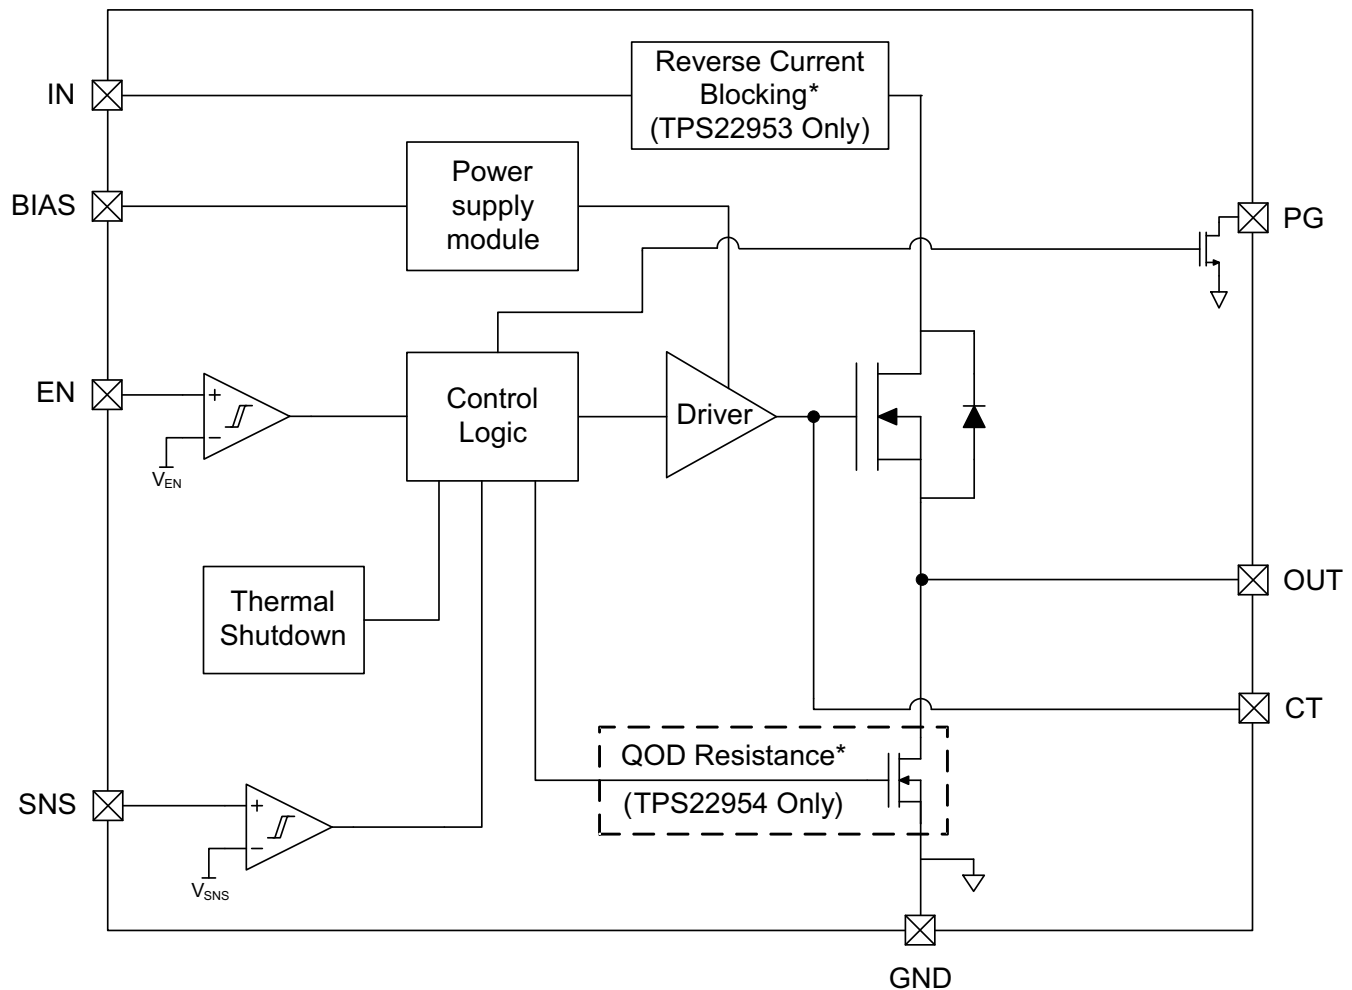 Reverse Current
Blocking*
(TPS22953 Only)
IN
Power
supply
module
BIAS
PG
EN
+
−
V_EN
Control
Logic
Driver
Thermal
Shutdown
OUT
CT
QOD Resistance*
(TPS22954 Only)
SNS
+
−
V_SNS
GND